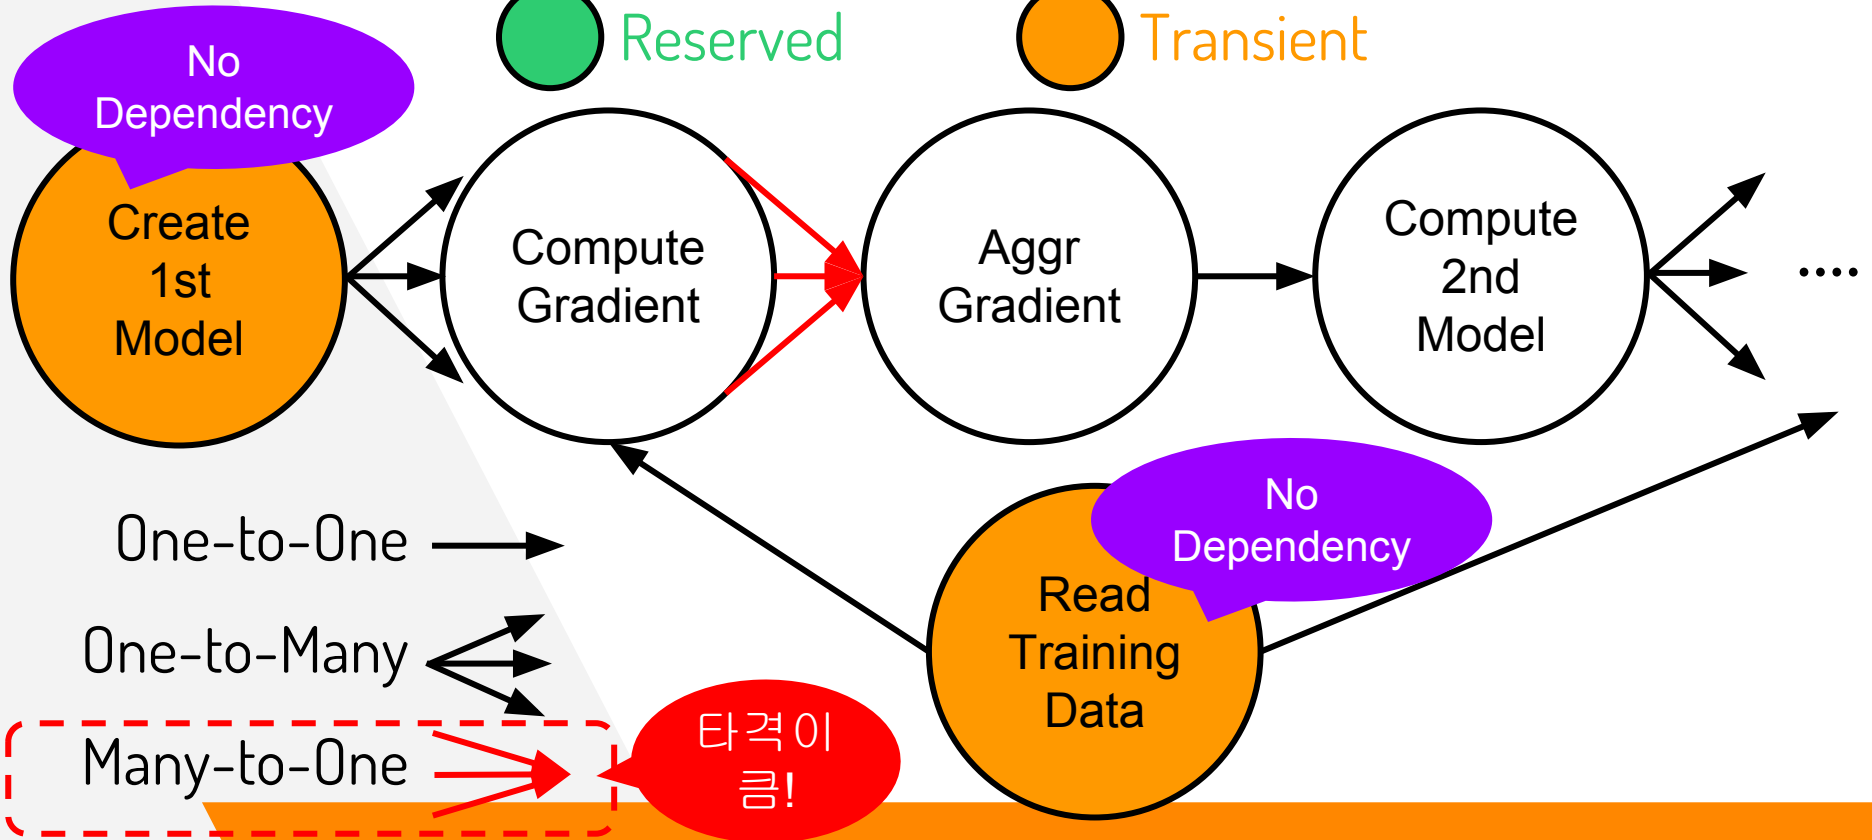 No
Dependency
Reserved
Transient
Create
1st
Model
Compute
Gradient
Aggr
Gradient
Compute
2nd
Model
....
One-to-One
One-to-Many
Many-to-One
타격이
큼!
No
Dependency
Read
Training
Data